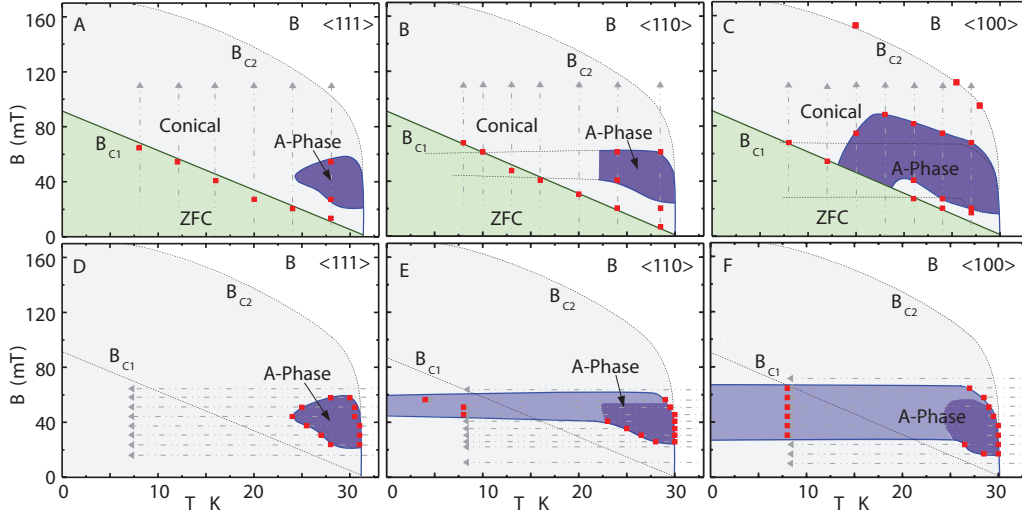 A B <111>
B B <110>
C B <100>
160
120
80
40
0
B (mT)
B C2
B C2
B C2
Conical
Conical
Conical
A-Phase
A-Phase
A-Phase
B C1
B C1
B C1
ZFC
ZFC
ZFC
D B <111>
E B <110>
F B <100>
160
120
80
40
0
B (mT)
B C2
B C2
B C2
B C1
B C1
B C1
A-Phase
A-Phase
A-Phase
0 10 20 30
0 10 20 30
0 10 20 30
T K
T K
T K